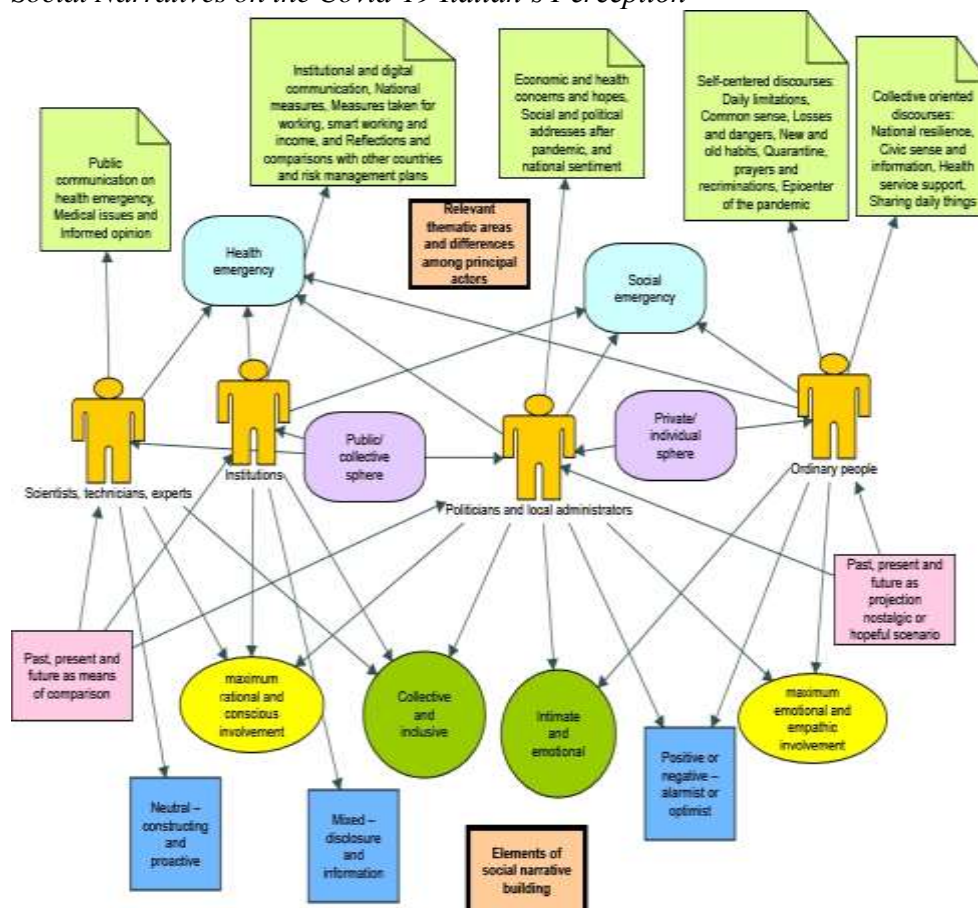 Social Narratives on the Covid 19 Italian's Perception
Public
communication on
health emergency,
Medical issues and
Informed opinion
Institutional and digital
communication, National
measures, Measures taken for
working, smart working and
income, and Reflections and
comparisons with other countries
and risk management plans
Economic and health
concerns and hopes,
Social and political
addresses after
pandemic, and
national sentiment
Self-centered discourses:
Daily limitations,
Common sense, Losses
and dangers, New and
old habits, Quarantine,
prayers and
recriminations, Epicenter
of the pandemic
Collective oriented
discourses:
National resilience,
Civic sense and
information, Health
service support,
Sharing daily things
Relevant
thematic areas
and differences
among principal
actors
Health
emergency
Social
emergency
Public/
collective
sphere
Private/
individual
sphere
Scientists, technicians, experts
Institutions
Politicians and local administrators
Ordinary people
Past, present and
future as means
of comparison
Past, present and
future as
projection
nostalgic or
hopeful scenario
maximum
rational and
conscious
involvement
Collective
and
inclusive
Intimate
and
emotional
maximum
emotional and
empathic
involvement
Neutral –
constructing
and
proactive
Mixed –
disclosure
and
information
Positive or
negative –
alarmist or
optimist
Elements of
social narrative
building